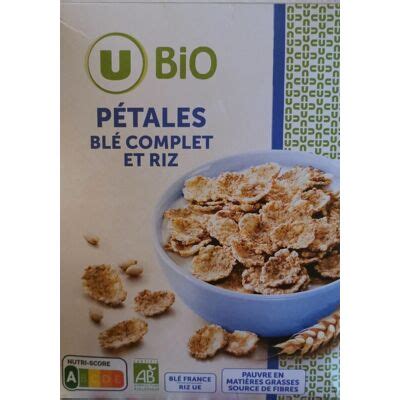 U BiO
PÉTALES
BLÉ COMPLET
ET RIZ
NUTRI-SCORE
A B C D E
AB
BLÉ FRANCE
RIZ UE
PAUVRE EN
MATIÈRES GRASSES
SOURCE DE FIBRES